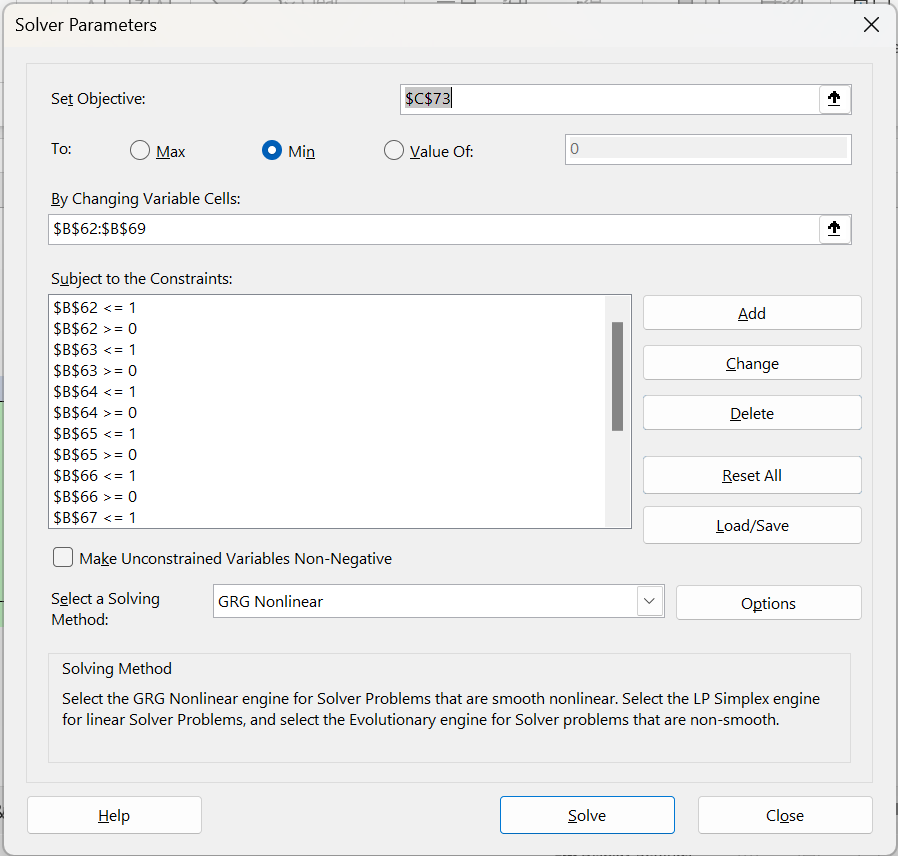 Solver Parameters
Set Objective:
$C$73
To:
Max
Min
Value Of:
0
By Changing Variable Cells:
$B$62:$B$69
Subject to the Constraints:
$B$62 <= 1
$B$62 >= 0
$B$63 <= 1
$B$63 >= 0
$B$64 <= 1
$B$64 >= 0
$B$65 <= 1
$B$65 >= 0
$B$66 <= 1
$B$66 >= 0
$B$67 <= 1
Add
Change
Delete
Reset All
Load/Save
Make Unconstrained Variables Non-Negative
Select a Solving
Method:
GRG Nonlinear
Options
Solving Method
Select the GRG Nonlinear engine for Solver Problems that are smooth nonlinear. Select the LP Simplex engine
for linear Solver Problems, and select the Evolutionary engine for Solver problems that are non-smooth.
Help
Solve
Close